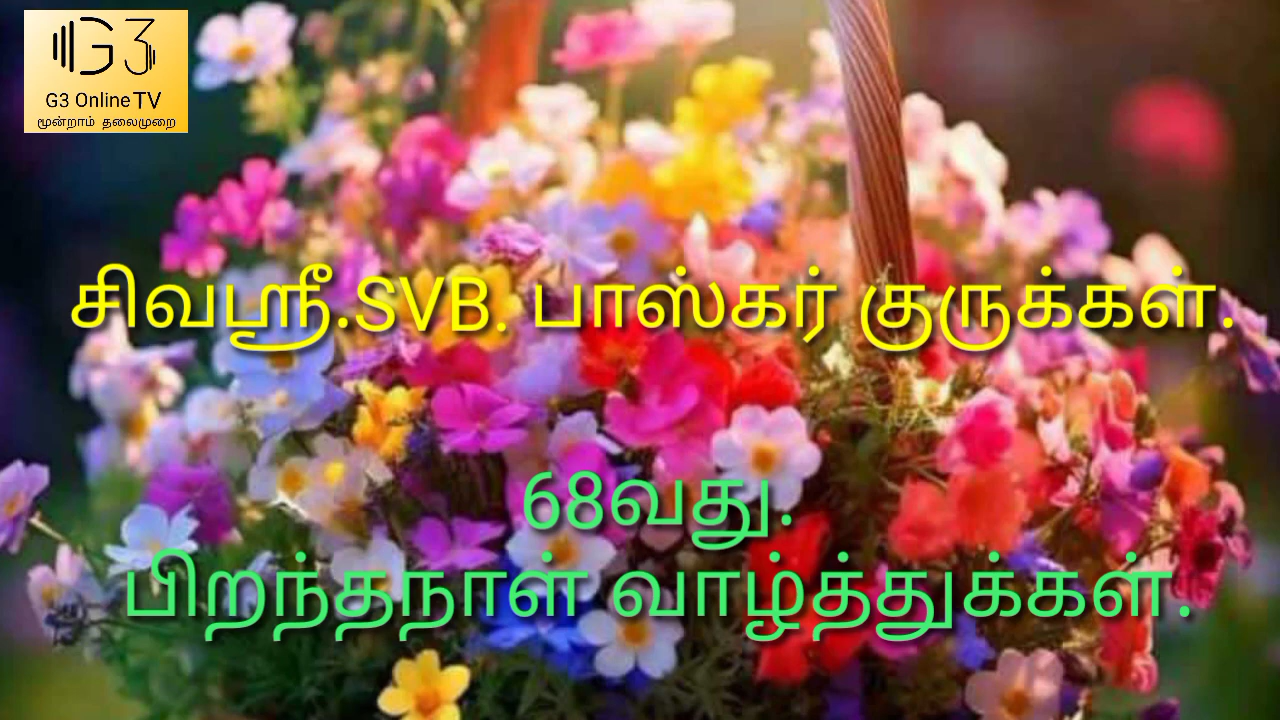 G3
G3 Online TV
மூன்றாம் தலைமுறை
சிவஸ்ரீ.SVB. பாஸ்கர் குருக்கள்.
68வது.
பிறந்தநாள் வாழ்த்துக்கள்.